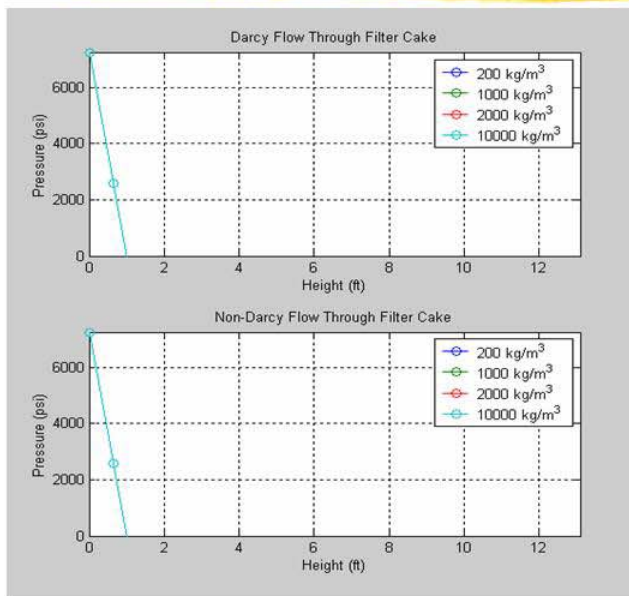 Darcy Flow Through Filter Cake
Pressure (psi)
6000
4000
2000
0
200 kg/m³
1000 kg/m³
2000 kg/m³
10000 kg/m³
0 2 4 6 8 10 12
Height (ft)
Non-Darcy Flow Through Filter Cake
Pressure (psi)
6000
4000
2000
0
200 kg/m³
1000 kg/m³
2000 kg/m³
10000 kg/m³
0 2 4 6 8 10 12
Height (ft)